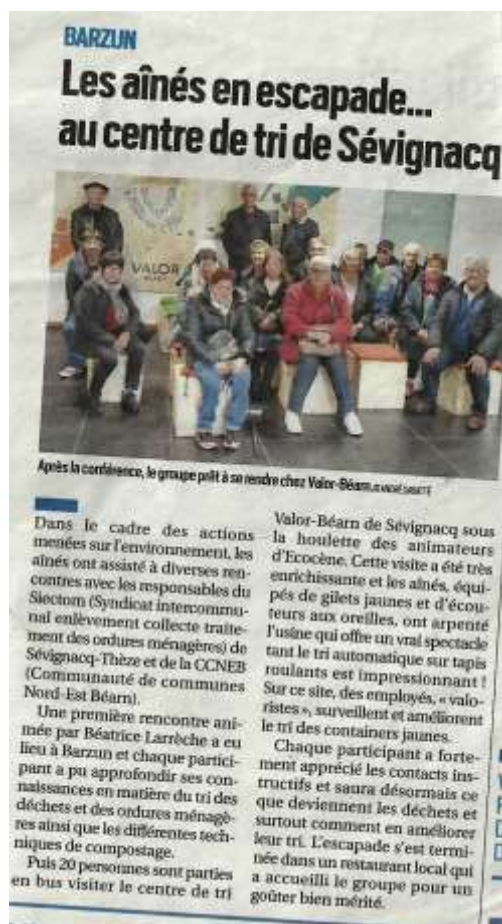 BARZUN
Les aînés en escapade...
au centre de tri de Sévignacq
VALOR
Après la conférence, le groupe prêt à se rendre chez Valor-Béarn.
Dans le cadre des actions
menées sur l'environnement, les
aînés ont assisté à diverses ren-
contres avec les responsables du
Siectom (Syndicat intercommu-
nal enlèvement collecte traite-
ment des ordures ménagères) de
Sévignacq-Thèze et de la CCNEB
(Communauté de communes
Nord-Est Béarn).
Une première rencontre ani-
mée par Béatrice Larrèche a eu
lieu à Barzun et chaque partici-
pant a pu approfondir ses con-
naissances en matière du tri des
déchets et des ordures ménagè-
res ainsi que les différentes tech-
niques de compostage.
Puis 20 personnes sont parties
en bus visiter le centre de tri
Valor-Béarn de Sévignacq sous
la houlette des animateurs
d'Ecocène. Cette visite a été très
enrichissante et les aînés, équi-
pés de gilets jaunes et d'écou-
teurs aux oreilles, ont arpenté
l'usine qui offre un vrai spectacle
tant le tri automatique sur tapis
roulants est impressionnant !
Sur ce site, des employés, « valo-
ristes », surveillent et améliorent
le tri des containers jaunes.
Chaque participant a forte-
ment apprécié les contacts ins-
tructifs et saura désormais ce
que deviennent les déchets et
surtout comment en améliorer
leur tri. L'escapade s'est termi-
née dans un restaurant local qui
a accueilli le groupe pour un
goûter bien mérité.